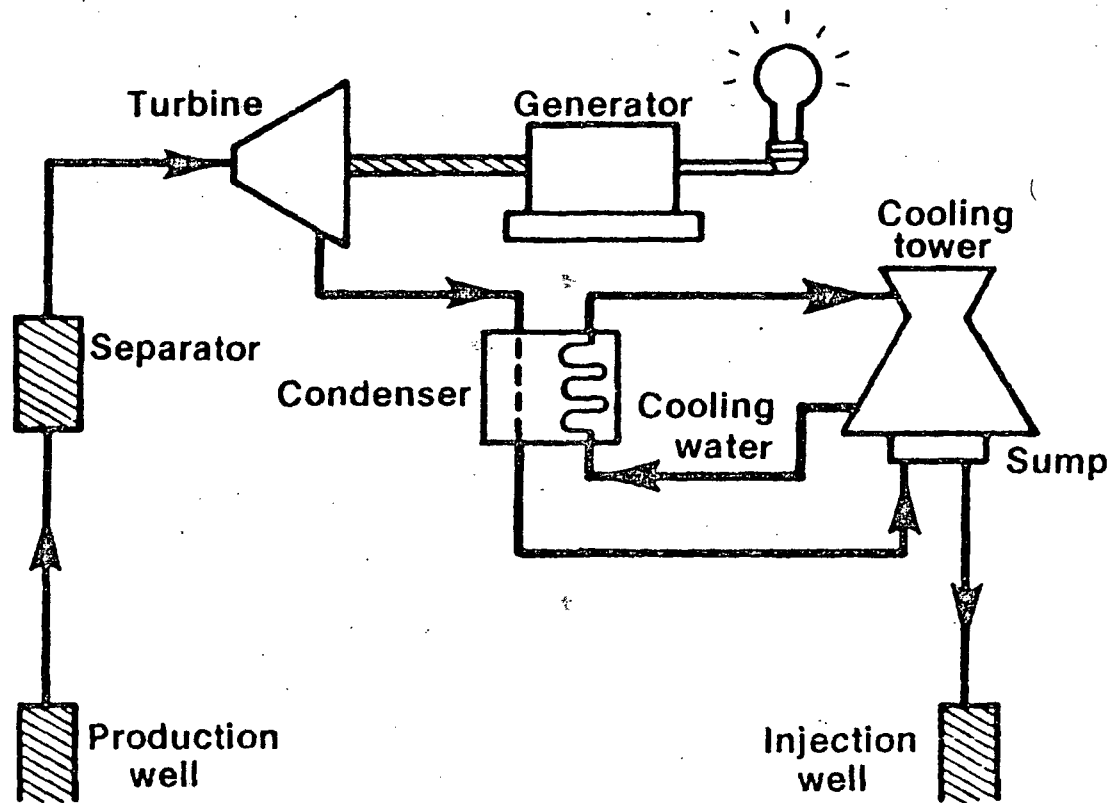 Turbine
Generator
Cooling
tower
Separator
Condenser
Cooling
water
Sump
Production
well
Injection
well